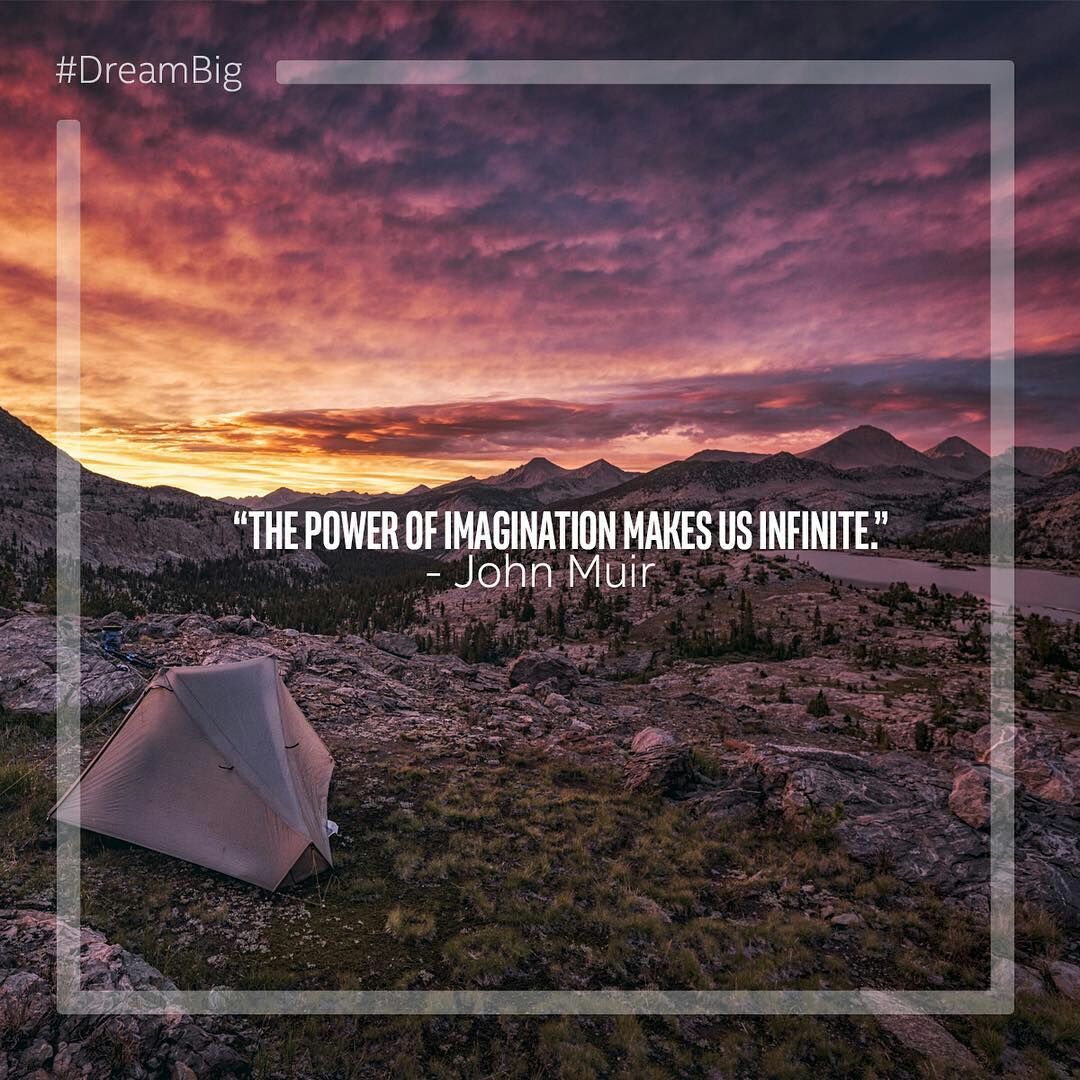 #DreamBig
“THE POWER OF IMAGINATION MAKES US INFINITE.”
- John Muir